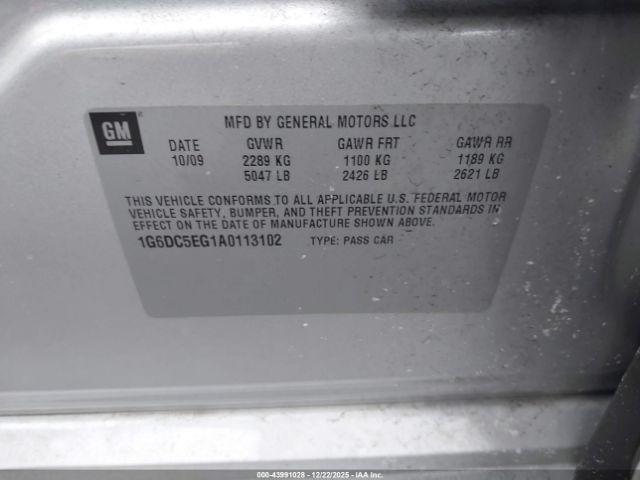 GM
MFD BY GENERAL MOTORS LLC
DATE GVWR GAWR FRT GAWR RR
10/09 2289 KG 1100 KG 1189 KG
5047 LB 2426 LB 2621 LB
THIS VEHICLE CONFORMS TO ALL APPLICABLE U.S. FEDERAL MOTOR
VEHICLE SAFETY, BUMPER, AND THEFT PREVENTION STANDARDS IN
EFFECT ON THE DATE OF MANUFACTURE SHOWN ABOVE.
1G6DC5EG1A0113102 TYPE: PASS CAR
000-43991028 - 12/22/2025 - IAAI.COM